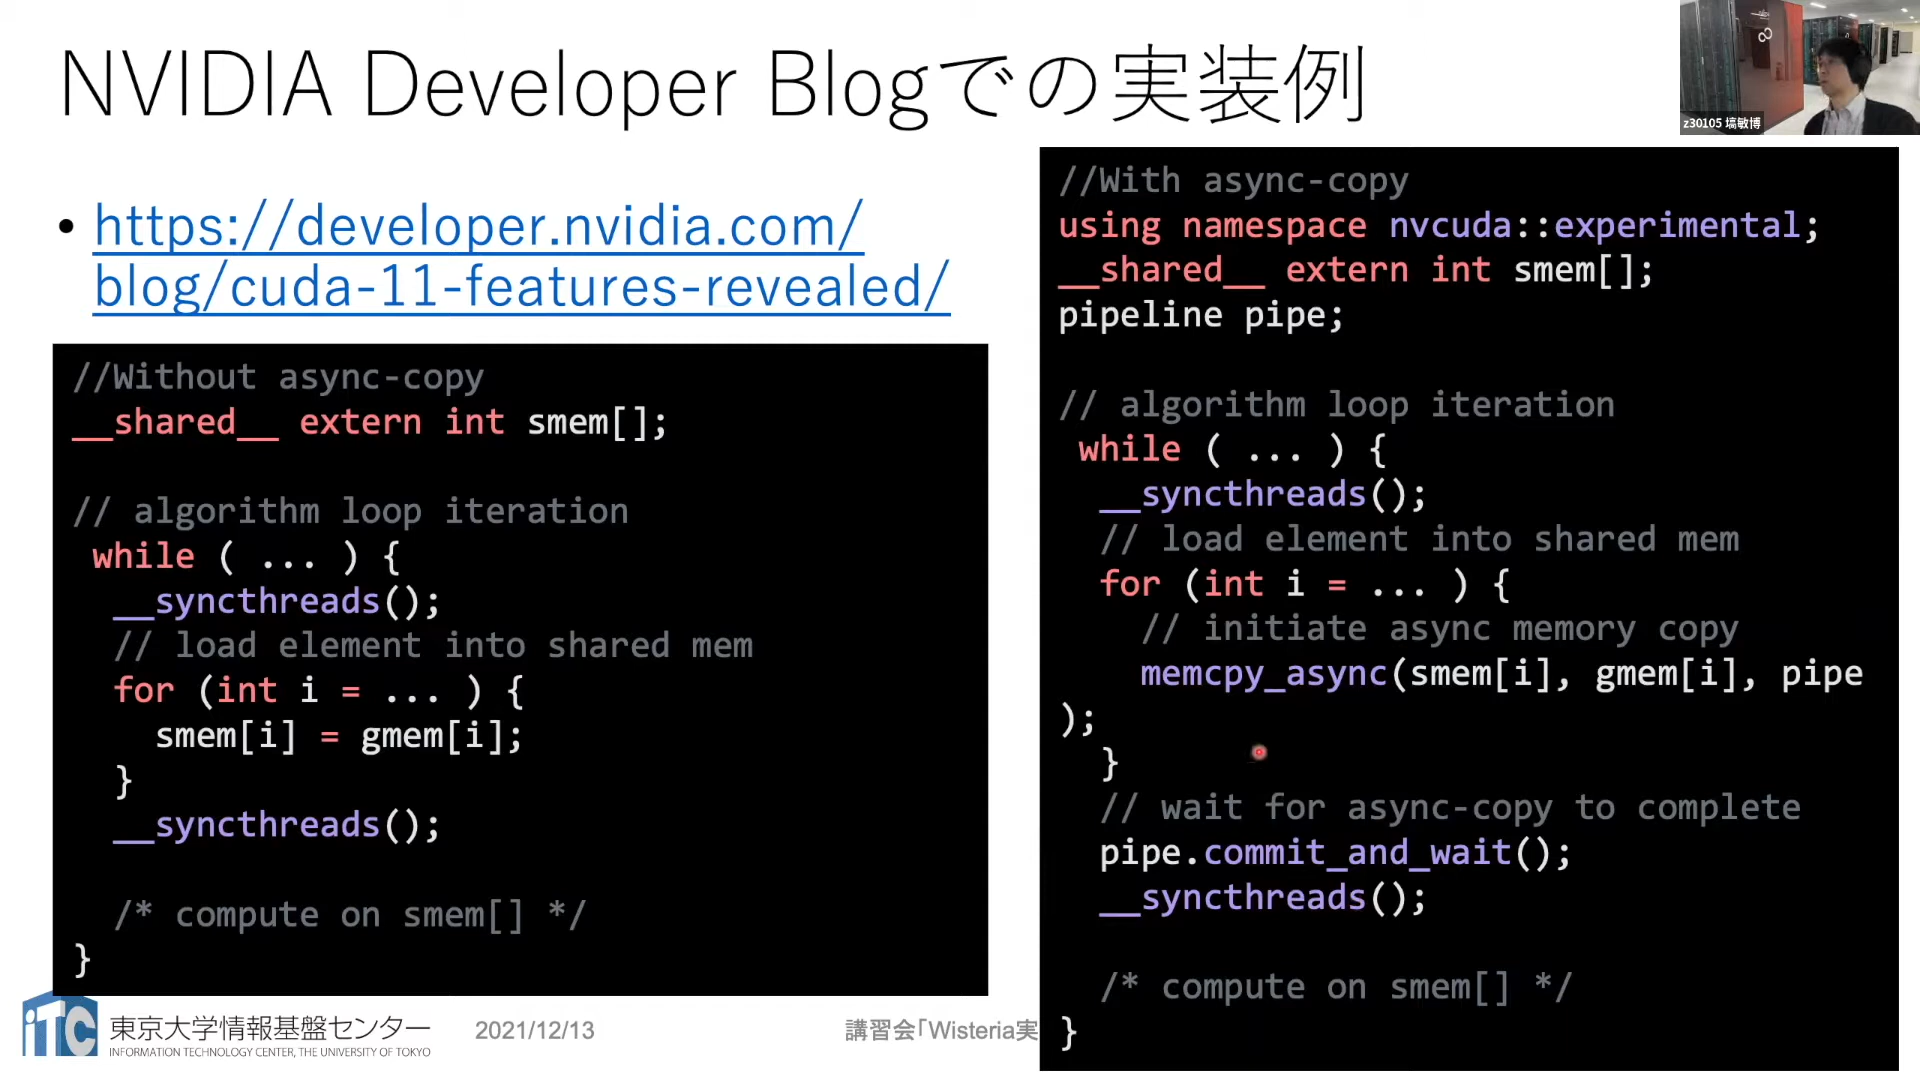 NVIDIA Developer Blogでの実装例
z30105 塙敏博
• https://developer.nvidia.com/
blog/cuda-11-features-revealed/
//Without async-copy
__shared__ extern int smem[];
// algorithm loop iteration
while ( ... ) {
__syncthreads();
// load element into shared mem
for (int i = ... ) {
smem[i] = gmem[i];
}
__syncthreads();
/* compute on smem[] */
}
//With async-copy
using namespace nvcuda::experimental;
__shared__ extern int smem[];
pipeline pipe;
// algorithm loop iteration
while ( ... ) {
__syncthreads();
// load element into shared mem
for (int i = ... ) {
// initiate async memory copy
memcpy_async(smem[i], gmem[i], pipe
);
}
// wait for async-copy to complete
pipe.commit_and_wait();
__syncthreads();
/* compute on smem[] */
}
iTC
東京大学情報基盤センター
INFORMATION TECHNOLOGY CENTER, THE UNIVERSITY OF TOKYO
2021/12/13
講習会「Wisteria実